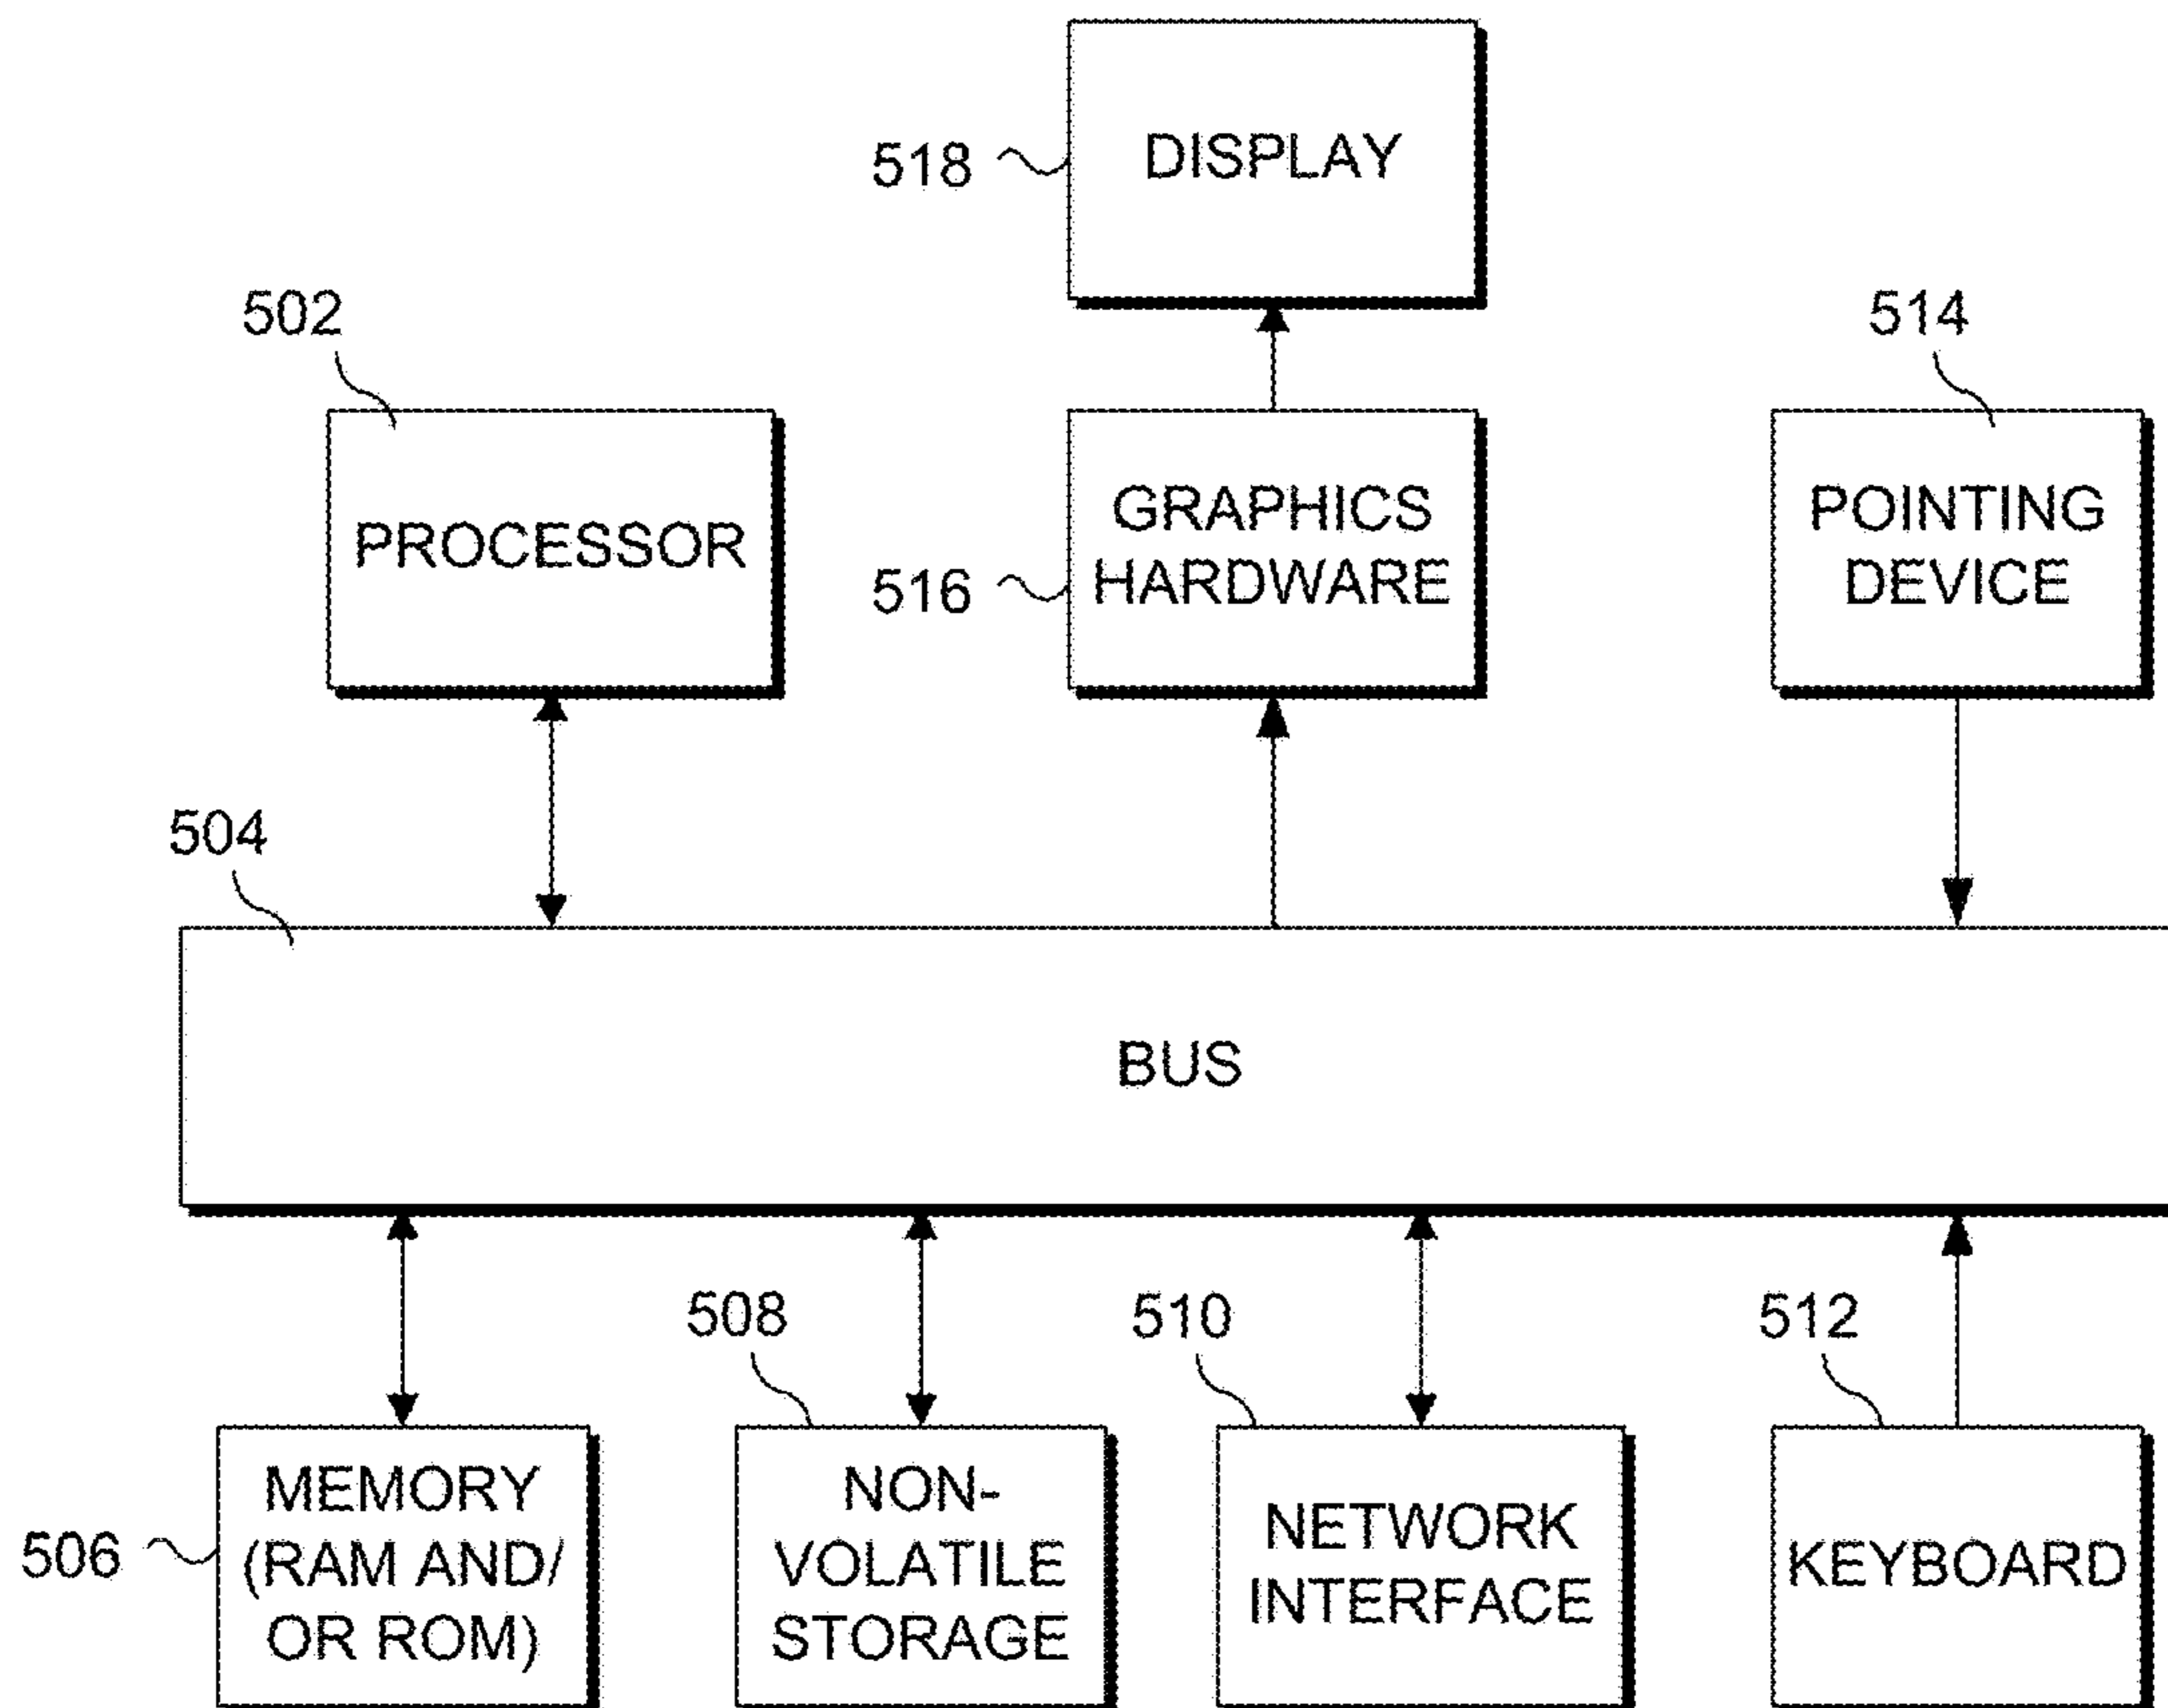 518
DISPLAY
502
514
PROCESSOR
516
GRAPHICS
HARDWARE
POINTING
DEVICE
504
BUS
508
510
512
506
MEMORY
(RAM AND/
OR ROM)
NON-
VOLATILE
STORAGE
NETWORK
INTERFACE
KEYBOARD